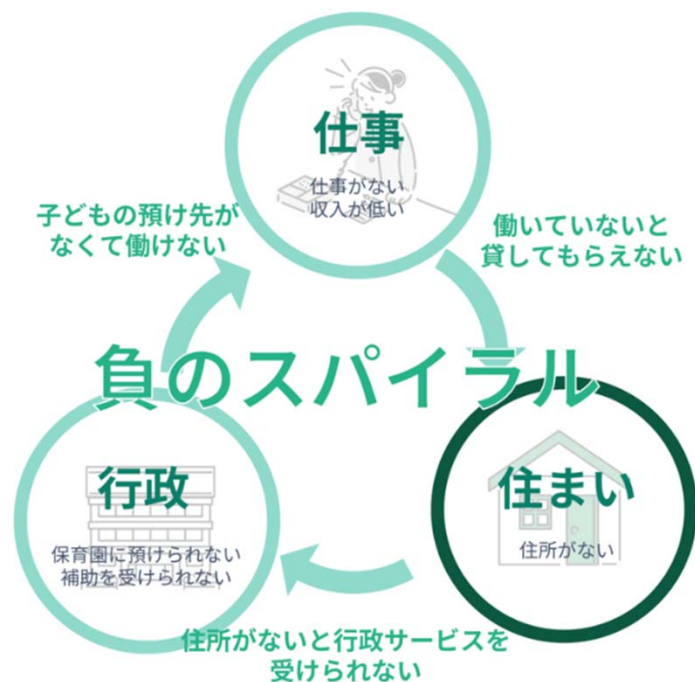 仕事
仕事がない
収入が低い
子どもの預け先が
なくて働けない
働いていないと
貸してもらえない
負のスパイラル
行政
保育園に預けられない
補助を受けられない
住まい
住所がない
住所がないと行政サービスを
受けられない